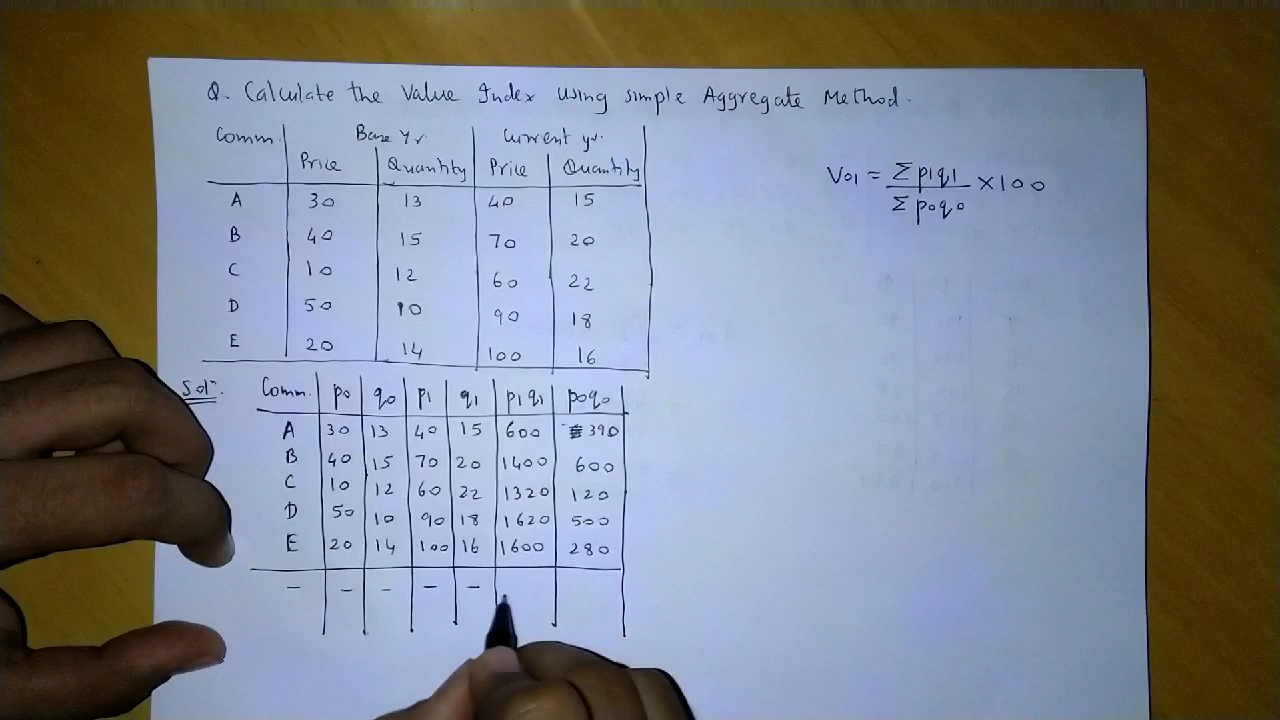 Q. Calculate the Value Index using Simple Aggregate Method.
Comm. Base Yr. Current yr.
Price Quantity Price Quantity
A 30 13 40 15
B 40 15 70 20
C 10 12 60 22
D 50 10 90 18
E 20 14 100 16
V01 = Σ p1q1 / Σ p0q0 × 100
Solⁿ.
Comm. p0 q0 p1 q1 p1q1 p0q0
A 30 13 40 15 600 390
B 40 15 70 20 1400 600
C 10 12 60 22 1320 120
D 50 10 90 18 1620 500
E 20 14 100 16 1600 280
– – – – –